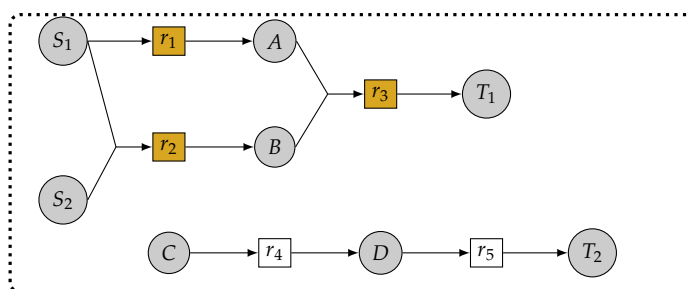 S₁ r₁ A
r₃ T₁
r₂ B
S₂
C r₄ D r₅ T₂